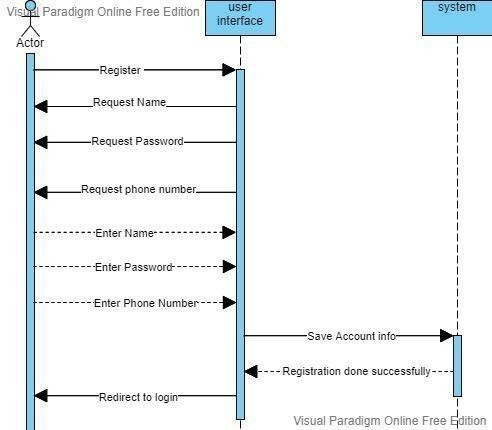 Visual Paradigm Online Free Edition
user
interface
system
Actor
Register
Request Name
Request Password
Request phone number
Enter Name
Enter Password
Enter Phone Number
Save Account info
Registration done successfully
Redirect to login
Visual Paradigm Online Free Edition